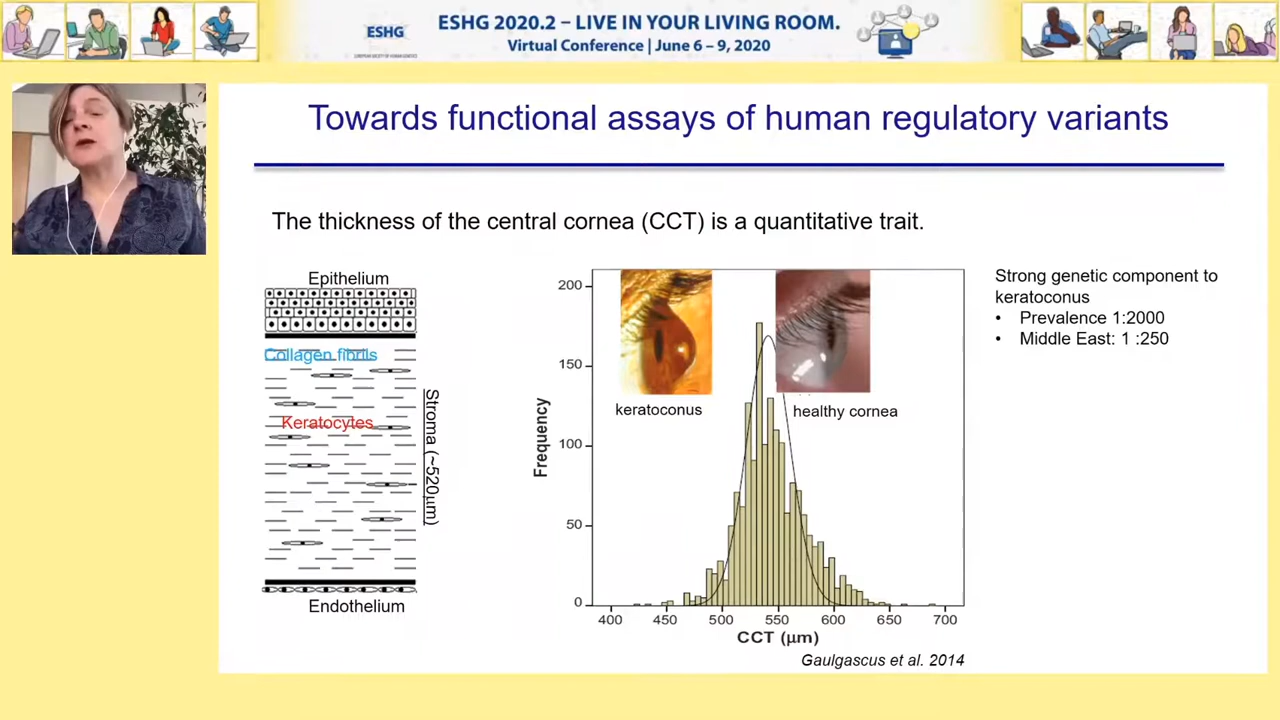 ESHG
ESHG 2020.2 – LIVE IN YOUR LIVING ROOM.
Virtual Conference | June 6 – 9, 2020
Towards functional assays of human regulatory variants
The thickness of the central cornea (CCT) is a quantitative trait.
Epithelium
Collagen fibrils
Keratocytes
Stroma (~520µm)
Endothelium
Frequency
200
150
100
50
0
keratoconus
healthy cornea
400 450 500 550 600 650 700
CCT (µm)
Gaulgascus et al. 2014
Strong genetic component to
keratoconus
• Prevalence 1:2000
• Middle East: 1 :250